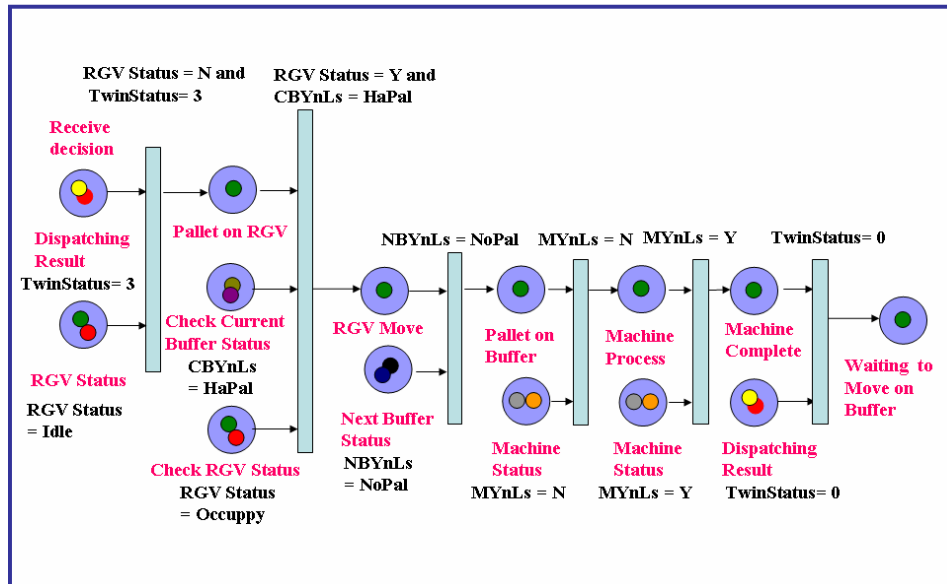 RGV Status = N and
TwinStatus= 3
RGV Status = Y and
CBYnLs = HaPal
Receive
decision
Dispatching
Result
TwinStatus= 3
RGV Status
RGV Status
= Idle
Pallet on RGV
Check Current
Buffer Status
CBYnLs
= HaPal
Check RGV Status
RGV Status
= Occuppy
NBYnLs = NoPal
RGV Move
Next Buffer
Status
NBYnLs
= NoPal
MYnLs = N
Pallet on
Buffer
Machine
Status
MYnLs = N
MYnLs = Y
Machine
Process
Machine
Status
MYnLs = Y
TwinStatus= 0
Machine
Complete
Dispatching
Result
TwinStatus= 0
Waiting to
Move on
Buffer